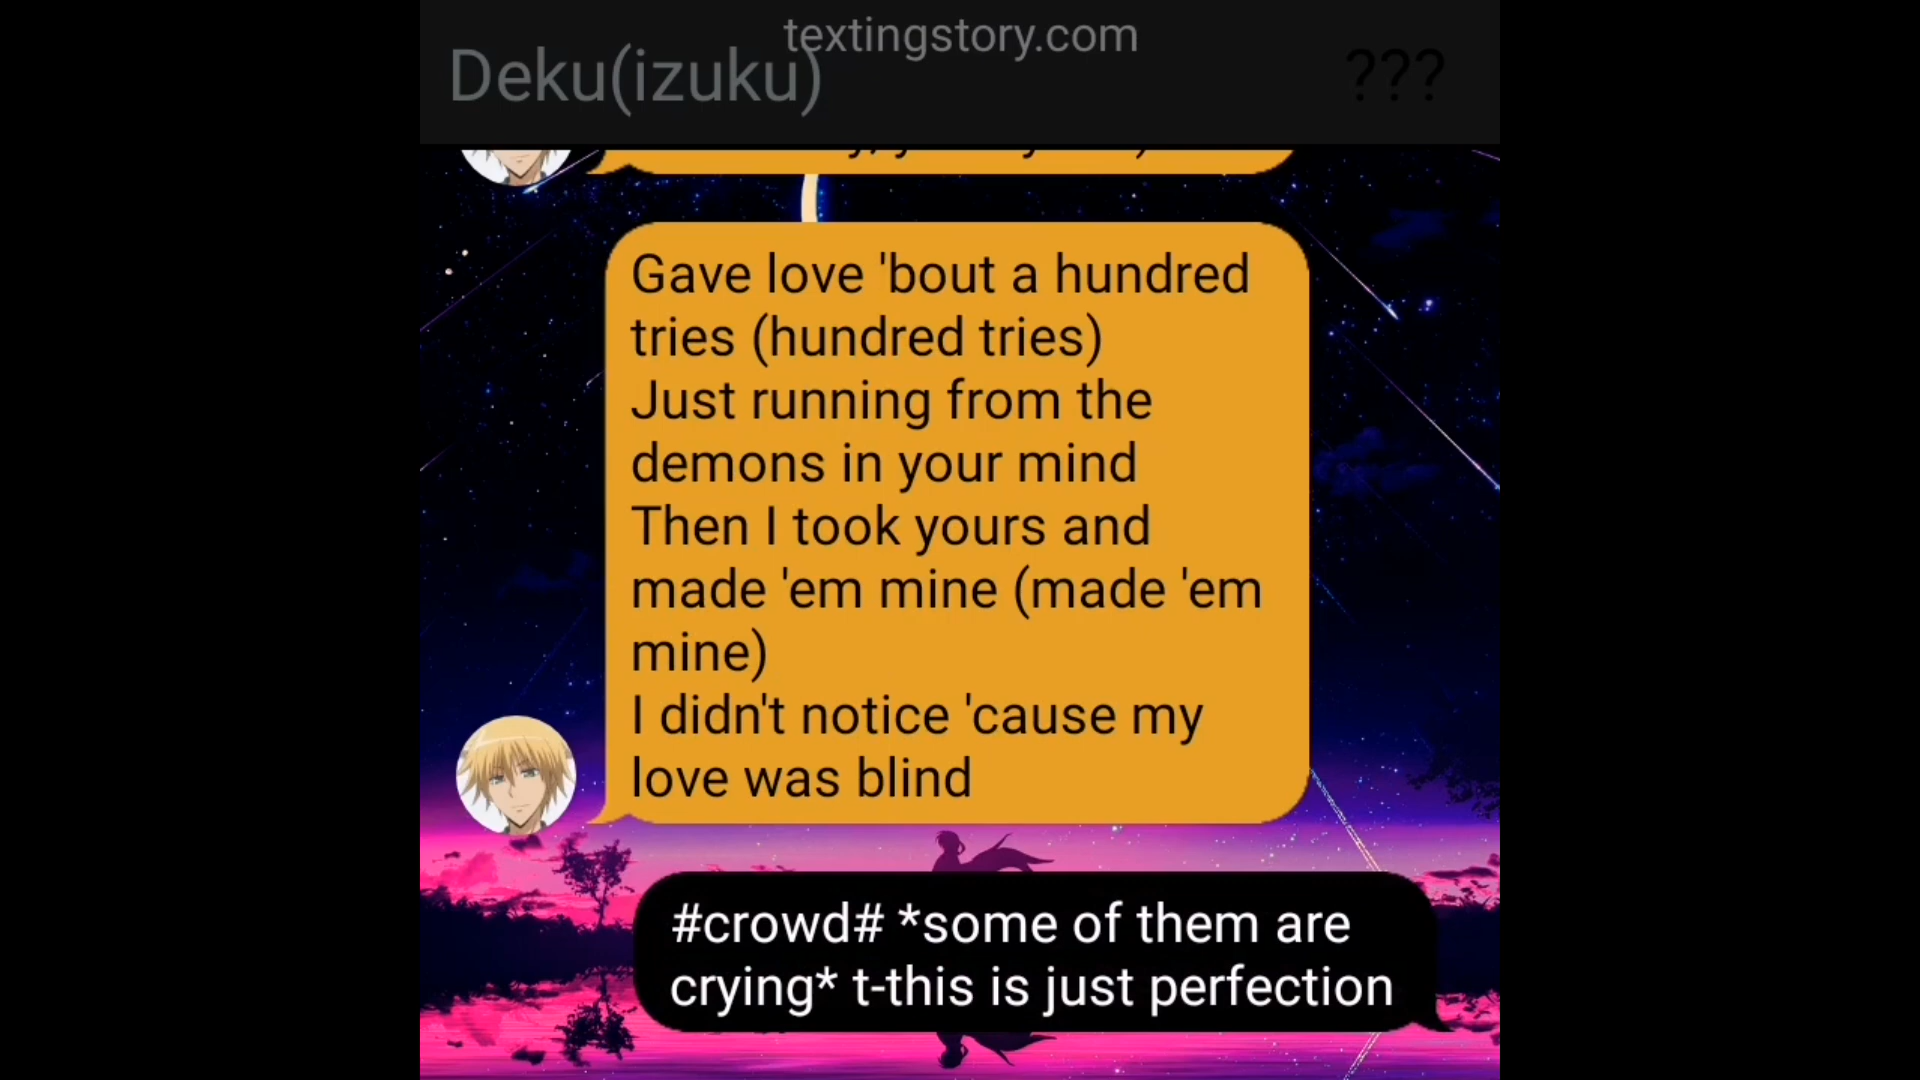 textingstory.com
Deku(izuku)
???
Gave love 'bout a hundred
tries (hundred tries)
Just running from the
demons in your mind
Then I took yours and
made 'em mine (made 'em
mine)
I didn't notice 'cause my
love was blind
#crowd# *some of them are
crying* t-this is just perfection